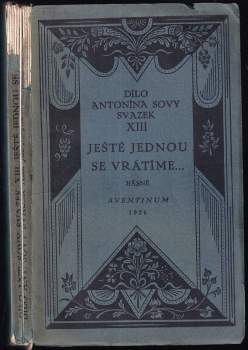 DÍLO
ANTONÍNA SOVY
SVAZEK
XIII
JEŠTĚ JEDNOU
SE VRÁTÍME...
BÁSNĚ
AVENTINUM